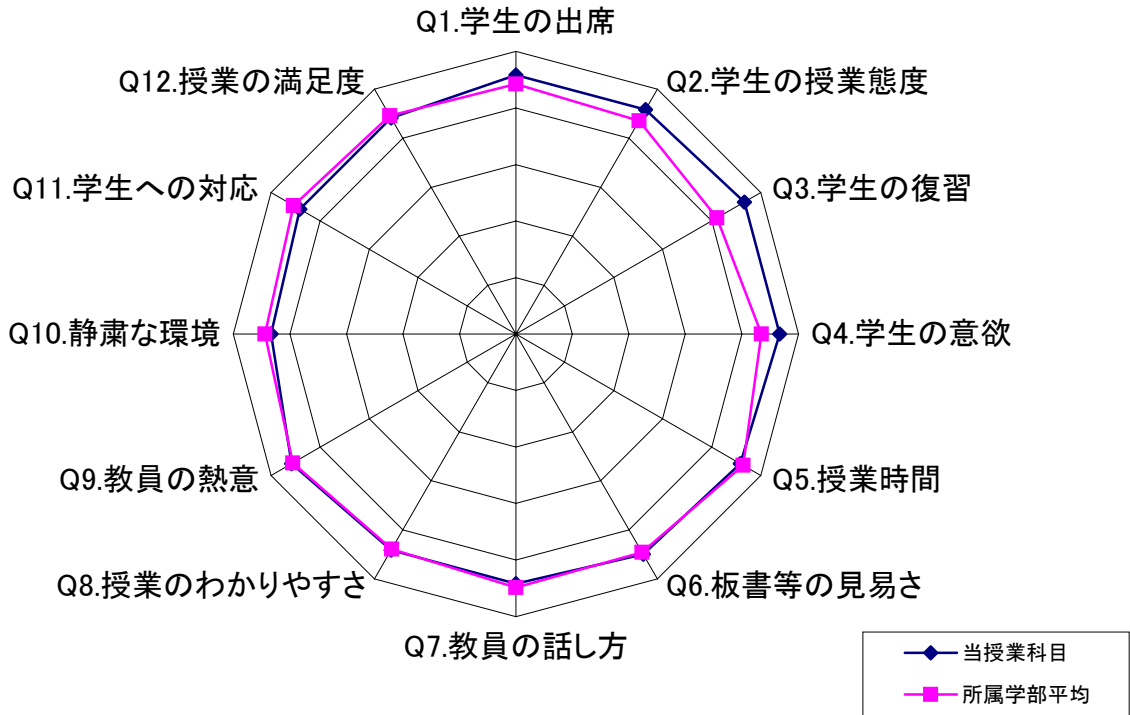 Q1.学生の出席
Q2.学生の授業態度
Q3.学生の復習
Q4.学生の意欲
Q5.授業時間
Q6.板書等の見易さ
Q7.教員の話し方
Q8.授業のわかりやすさ
Q9.教員の熱意
Q10.静粛な環境
Q11.学生への対応
Q12.授業の満足度
当授業科目
所属学部平均